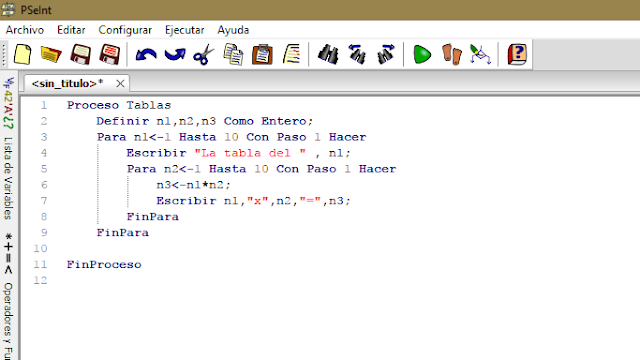 PSeInt
Archivo Editar Configurar Ejecutar Ayuda
<sin_titulo>*
1 Proceso Tablas
2 Definir n1,n2,n3 Como Entero;
3 Para n1<-1 Hasta 10 Con Paso 1 Hacer
4 Escribir "La tabla del " , n1;
5 Para n2<-1 Hasta 10 Con Paso 1 Hacer
6 n3<-n1*n2;
7 Escribir n1,"x",n2,"=",n3;
8 FinPara
9 FinPara
10
11 FinProceso
12
Lista de Variables
*+=< Operadores y Fu